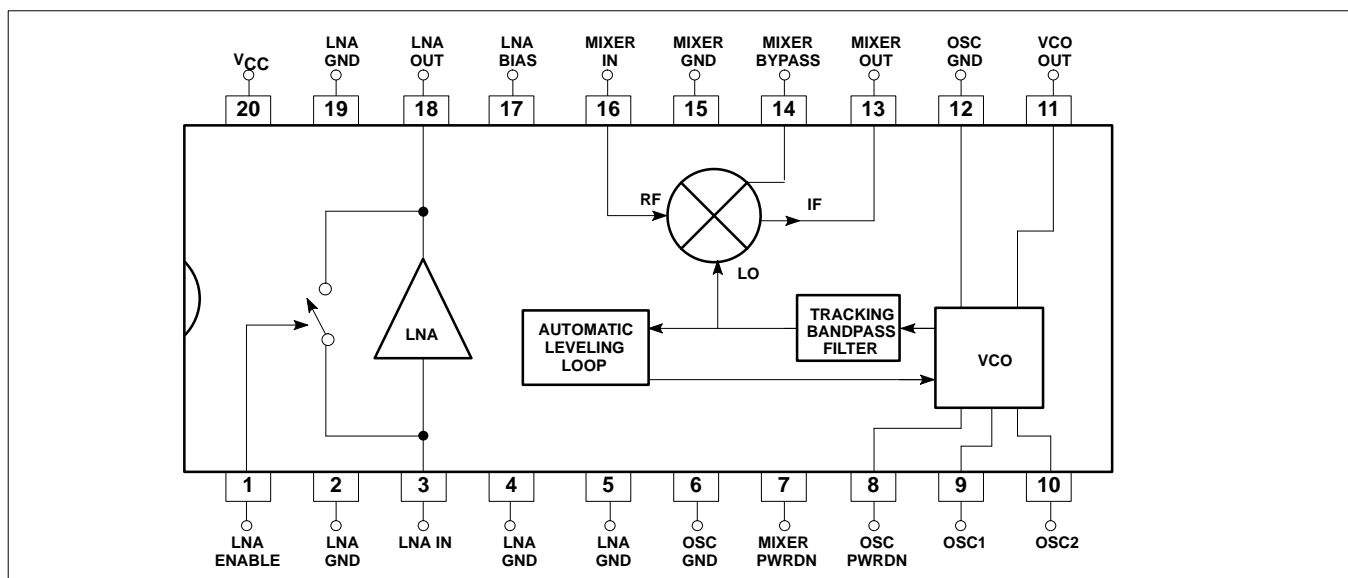 VCC
LNA
GND
LNA
OUT
LNA
BIAS
MIXER
IN
MIXER
GND
MIXER
BYPASS
MIXER
OUT
OSC
GND
VCO
OUT
20
19
18
17
16
15
14
13
12
11
RF
IF
LO
LNA
AUTOMATIC
LEVELING
LOOP
TRACKING
BANDPASS
FILTER
VCO
1
2
3
4
5
6
7
8
9
10
LNA
ENABLE
LNA
GND
LNA IN
LNA
GND
LNA
GND
OSC
GND
MIXER
PWRDN
OSC
PWRDN
OSC1
OSC2